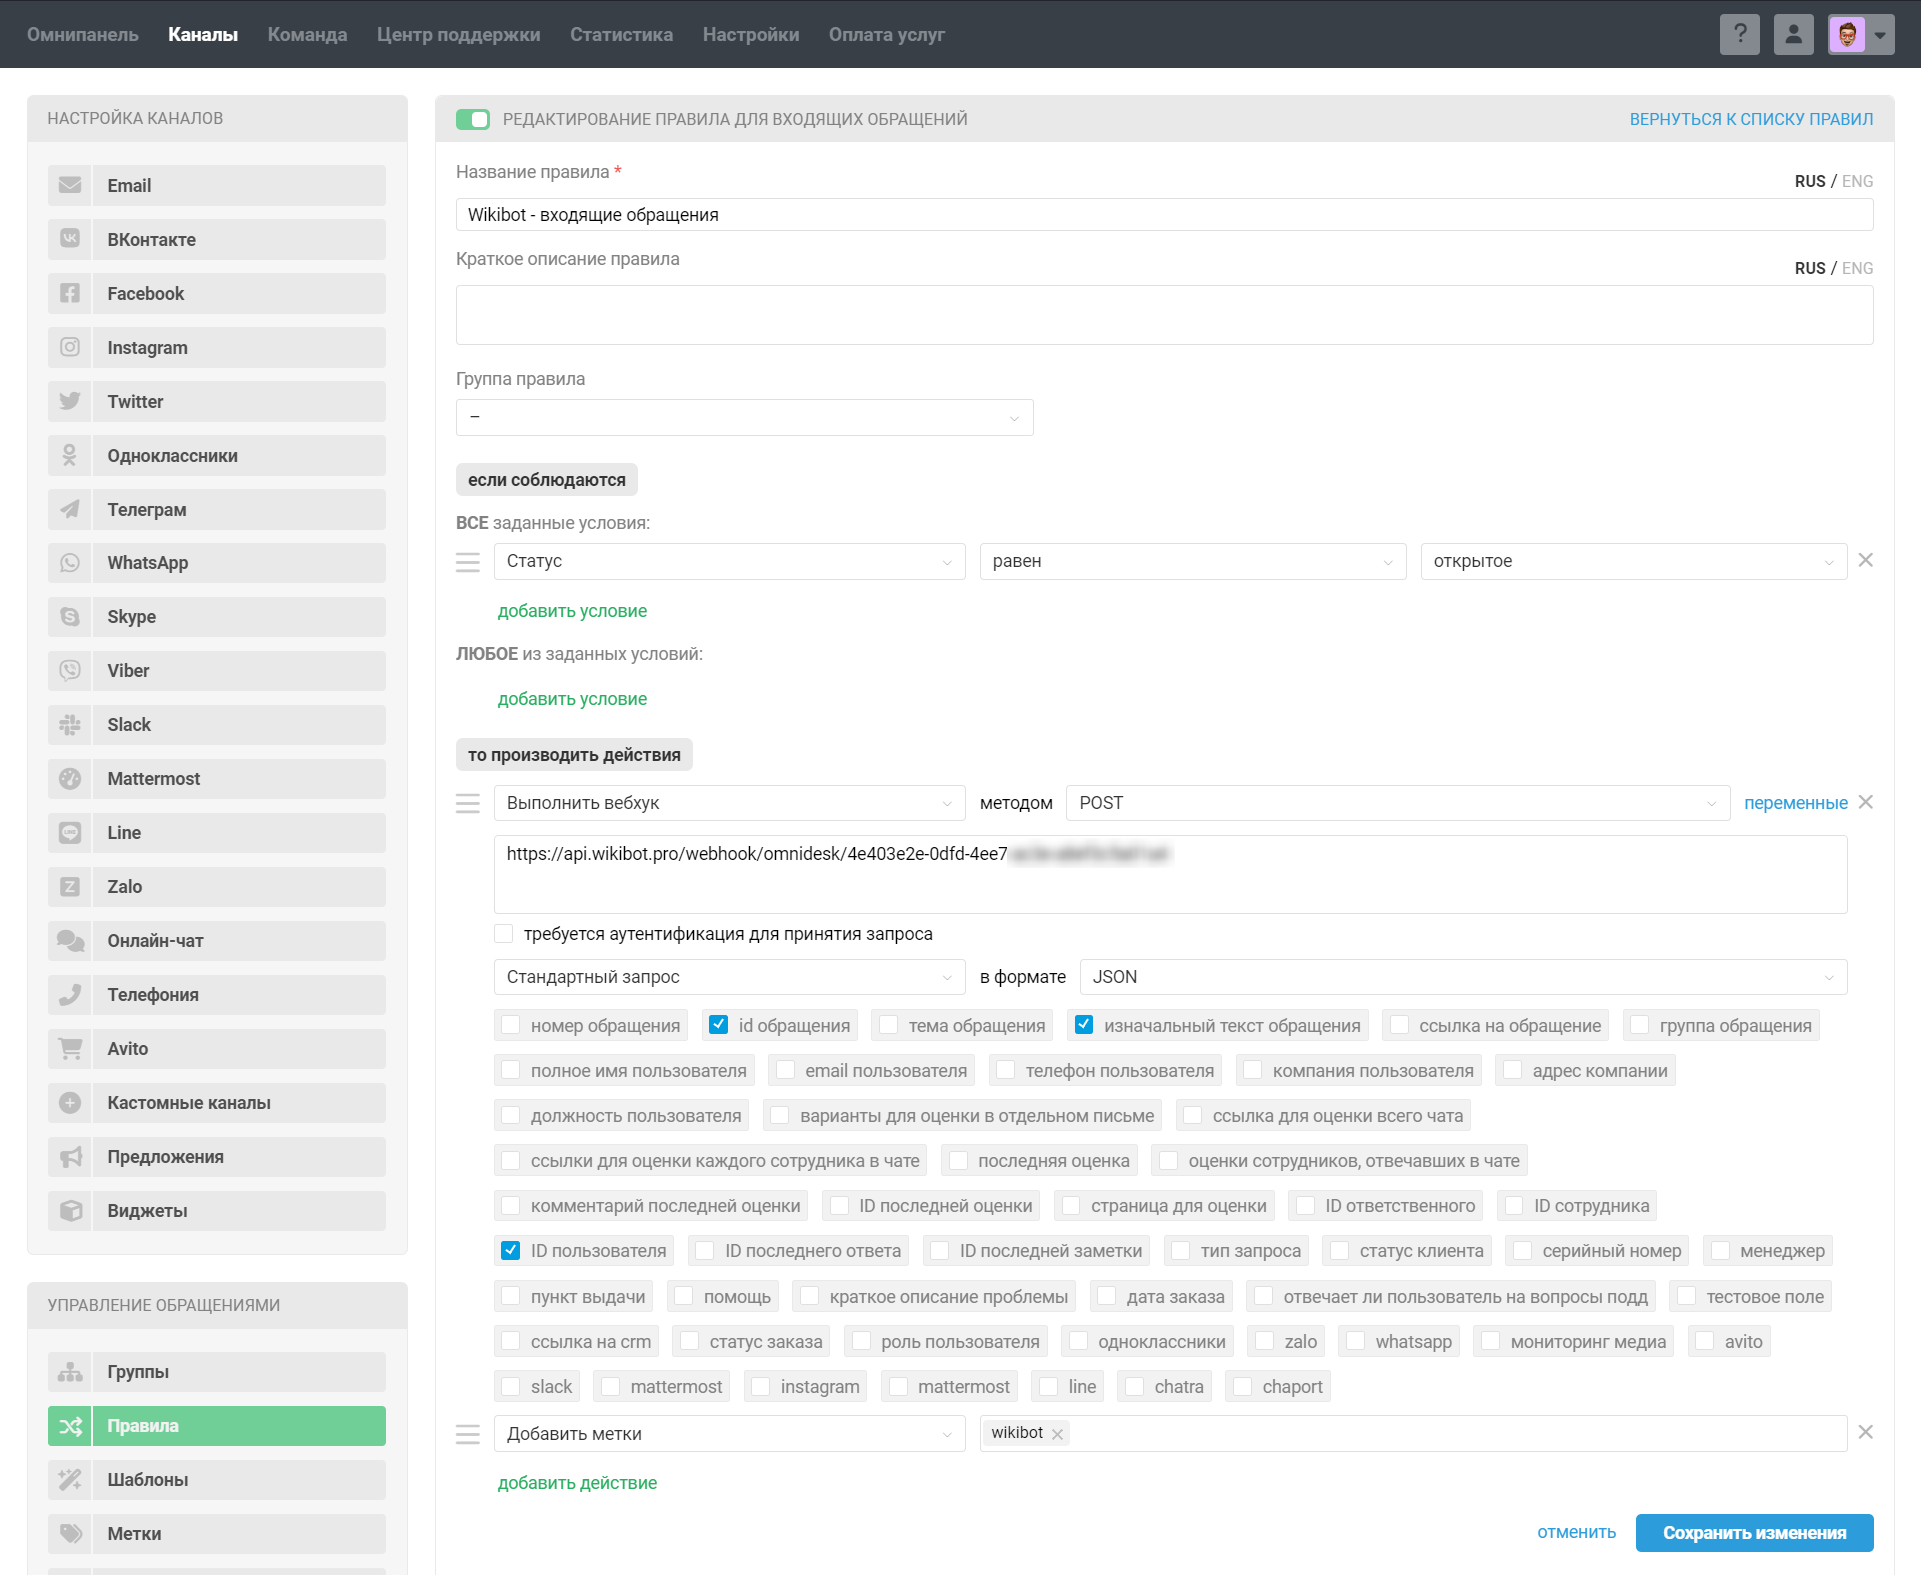 Омнипанель Каналы Команда Центр поддержки Статистика Настройки Оплата услуг ?
НАСТРОЙКА КАНАЛОВ
Email
ВКонтакте
Facebook
Instagram
Twitter
Одноклассники
Телеграм
WhatsApp
Skype
Viber
Slack
Mattermost
Line
Zalo
Онлайн-чат
Телефония
Avito
Кастомные каналы
Предложения
Виджеты
УПРАВЛЕНИЕ ОБРАЩЕНИЯМИ
Группы
Правила
Шаблоны
Метки
РЕДАКТИРОВАНИЕ ПРАВИЛА ДЛЯ ВХОДЯЩИХ ОБРАЩЕНИЙ ВЕРНУТЬСЯ К СПИСКУ ПРАВИЛ
Название правила *
RUS / ENG
Wikibot - входящие обращения
Краткое описание правила
RUS / ENG
Группа правила
–
если соблюдаются
ВСЕ заданные условия:
Статус равен открытое
добавить условие
ЛЮБОЕ из заданных условий:
добавить условие
то производить действия
Выполнить вебхук методом POST переменные
https://api.wikibot.pro/webhook/omnidesk/4e403e2e-0dfd-4ee7
требуется аутентификация для принятия запроса
Стандартный запрос в формате JSON
номер обращения id обращения тема обращения изначальный текст обращения ссылка на обращение группа обращения
полное имя пользователя email пользователя телефон пользователя компания пользователя адрес компании
должность пользователя варианты для оценки в отдельном письме ссылка для оценки всего чата
ссылки для оценки каждого сотрудника в чате последняя оценка оценки сотрудников, отвечавших в чате
комментарий последней оценки ID последней оценки страница для оценки ID ответственного ID сотрудника
ID пользователя ID последнего ответа ID последней заметки тип запроса статус клиента серийный номер менеджер
пункт выдачи помощь краткое описание проблемы дата заказа отвечает ли пользователь на вопросы подд тестовое поле
ссылка на crm статус заказа роль пользователя одноклассники zalo whatsapp мониторинг медиа avito
slack mattermost instagram mattermost line chatra chaport
Добавить метки wikibot
добавить действие
отменить Сохранить изменения